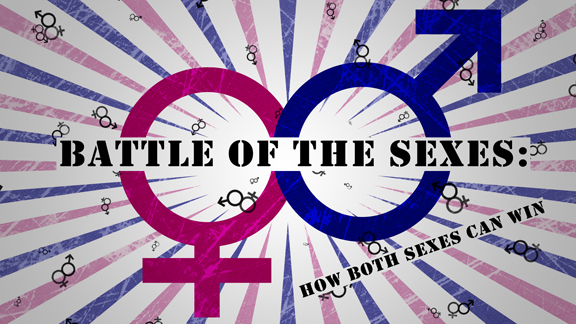 BATTLE OF THE SEXES:
HOW BOTH SEXES CAN WIN